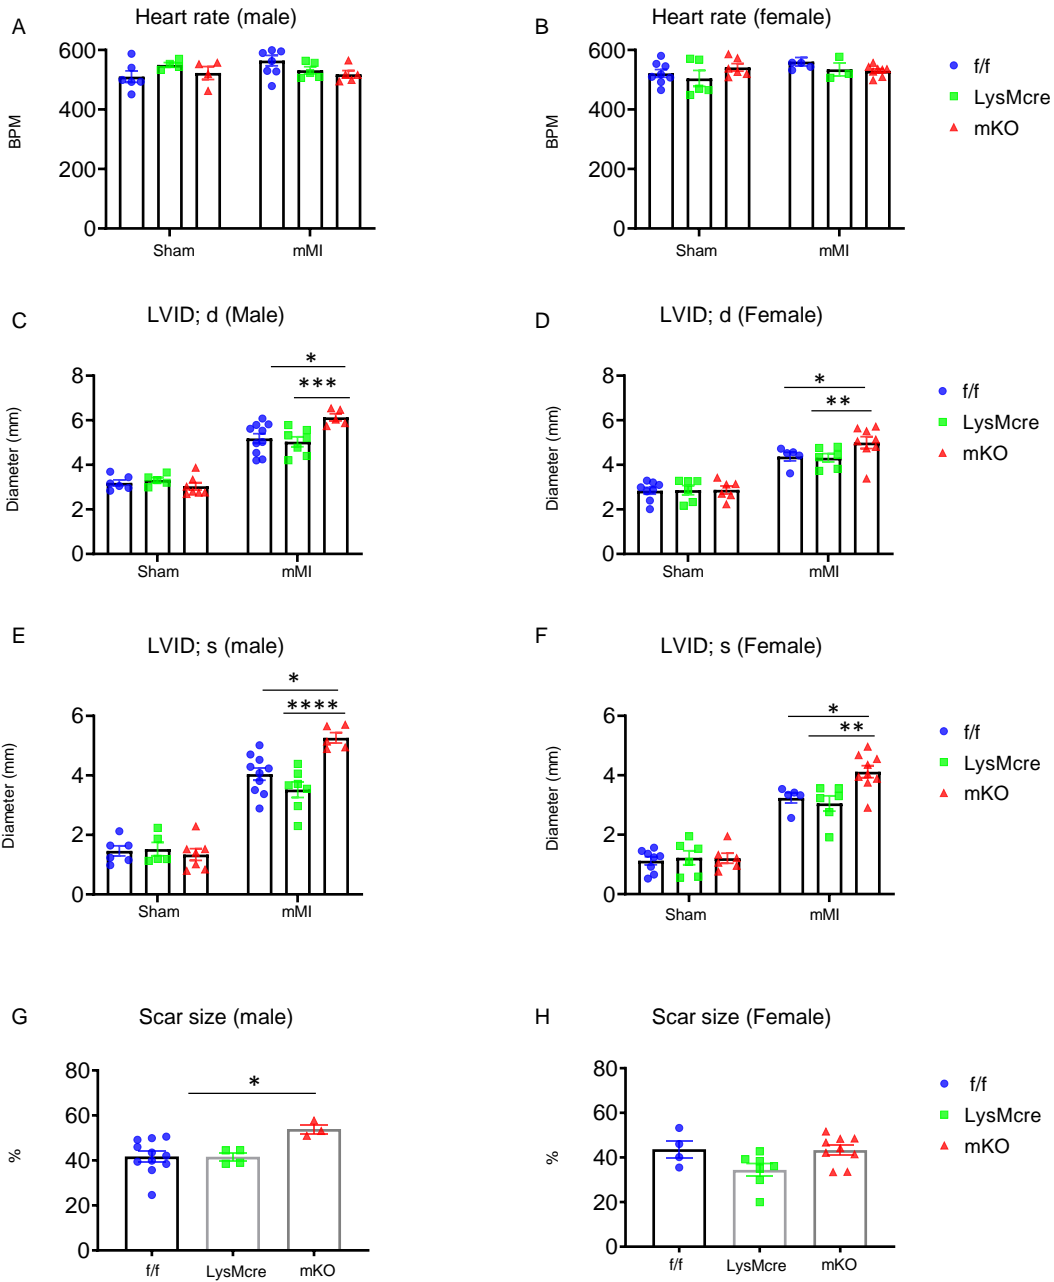 A
Heart rate (male)
B
Heart rate (female)
600
400
200
0
BPM
Sham
mMI
600
400
200
0
BPM
Sham
mMI
f/f
LysMcre
mKO
C
LVID; d (Male)
D
LVID; d (Female)
*
***
8
6
4
2
0
Diameter (mm)
Sham
mMI
*
**
8
6
4
2
0
Diameter (mm)
Sham
mMI
f/f
LysMcre
mKO
E
LVID; s (male)
F
LVID; s (Female)
*
****
6
4
2
0
Diameter (mm)
Sham
mMI
*
**
6
4
2
0
Diameter (mm)
Sham
mMI
f/f
LysMcre
mKO
G
Scar size (male)
H
Scar size (Female)
*
80
60
40
20
0
%
f/f
LysMcre
mKO
80
60
40
20
0
%
f/f
LysMcre
mKO
f/f
LysMcre
mKO